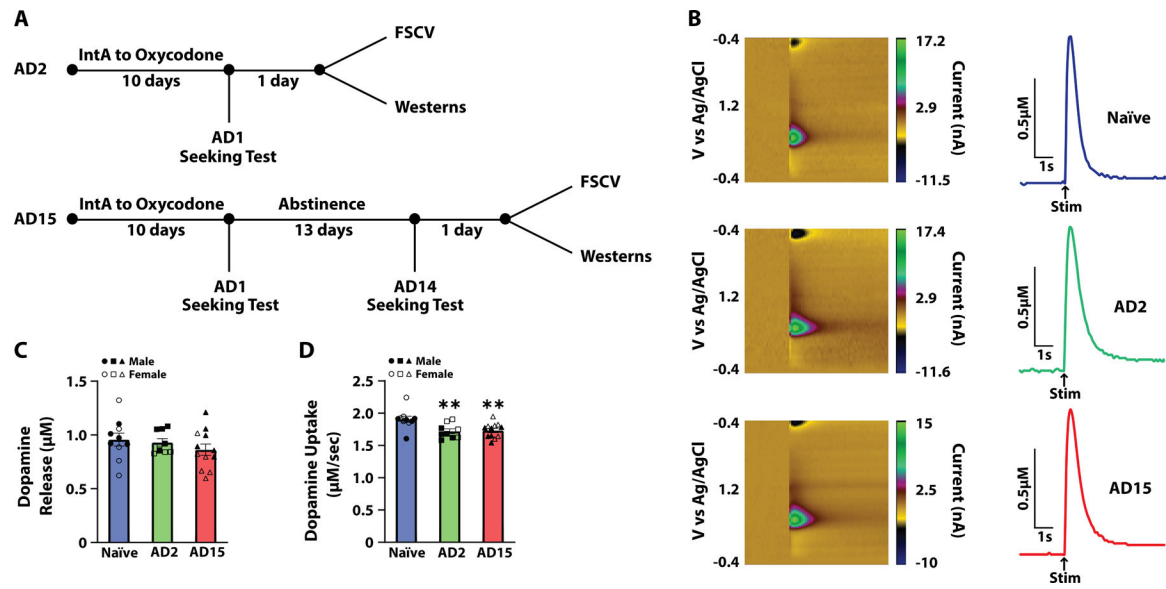 A
IntA to Oxycodone
FSCV
AD2
10 days
1 day
Westerns
AD1
Seeking Test
IntA to Oxycodone
Abstinence
FSCV
AD15
10 days
13 days
1 day
Westerns
AD1
Seeking Test
AD14
Seeking Test
B
-0.4
1.2
-0.4
V vs Ag/AgCl
17.2
2.9
-11.5
Current (nA)
0.5μM
1s
Naïve
Stim
-0.4
1.2
-0.4
V vs Ag/AgCl
17.4
2.9
-11.6
Current (nA)
0.5μM
1s
AD2
Stim
-0.4
1.2
-0.4
V vs Ag/AgCl
15
2.5
-10
Current (nA)
0.5μM
1s
AD15
Stim
C
Male
Female
Dopamine
Release (μM)
1.5
1.0
0.5
0
Naïve AD2 AD15
D
Male
Female
Dopamine Uptake
(μM/sec)
2.5
2.0
1.5
1.0
0.5
0
** **
Naïve AD2 AD15